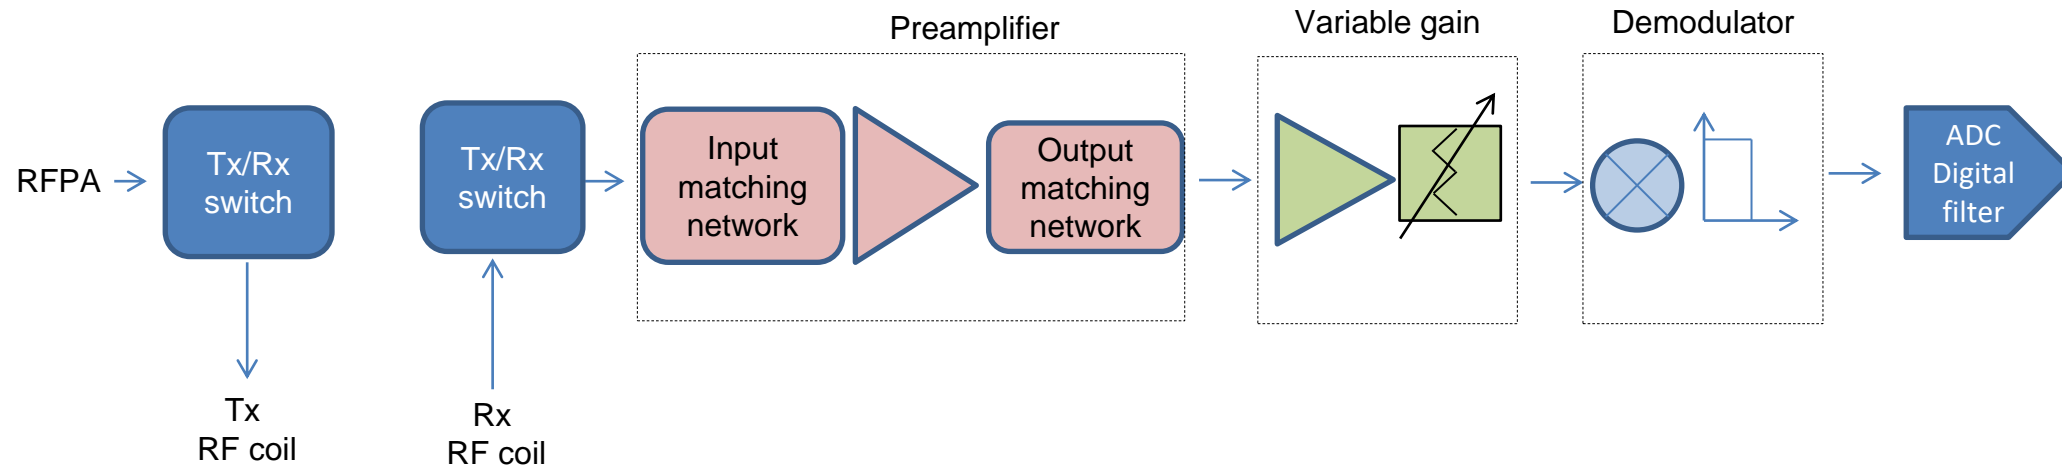 Preamplifier
Variable gain
Demodulator
RFPA
Tx/Rx
switch
Tx/Rx
switch
Input
matching
network
Output
matching
network
ADC
Digital
filter
Tx
RF coil
Rx
RF coil